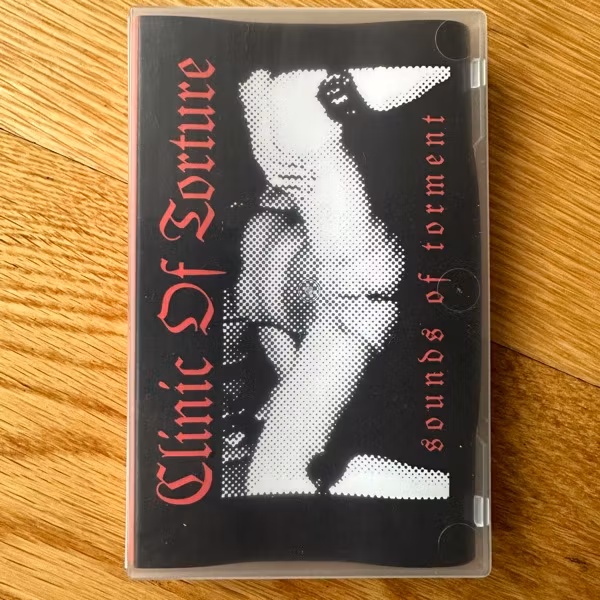 Clinic Of Torture
sounds of torment